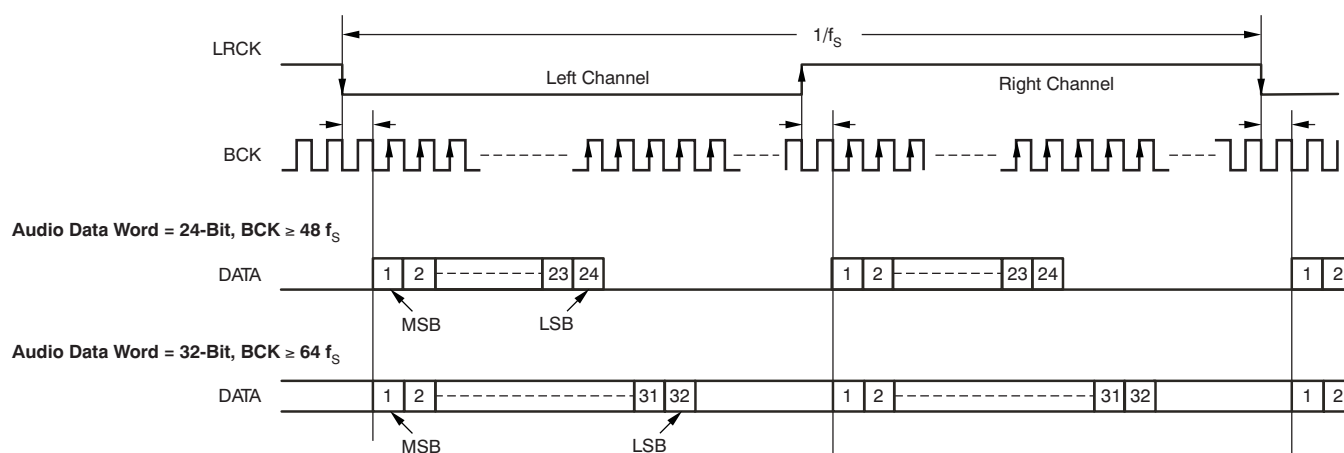 1/fS
LRCK
Left Channel
Right Channel
BCK
Audio Data Word = 24-Bit, BCK ≥ 48 fS
DATA 1 2 23 24 1 2 23 24 1 2
MSB LSB
Audio Data Word = 32-Bit, BCK ≥ 64 fS
DATA 1 2 31 32 1 2 31 32 1 2
MSB LSB